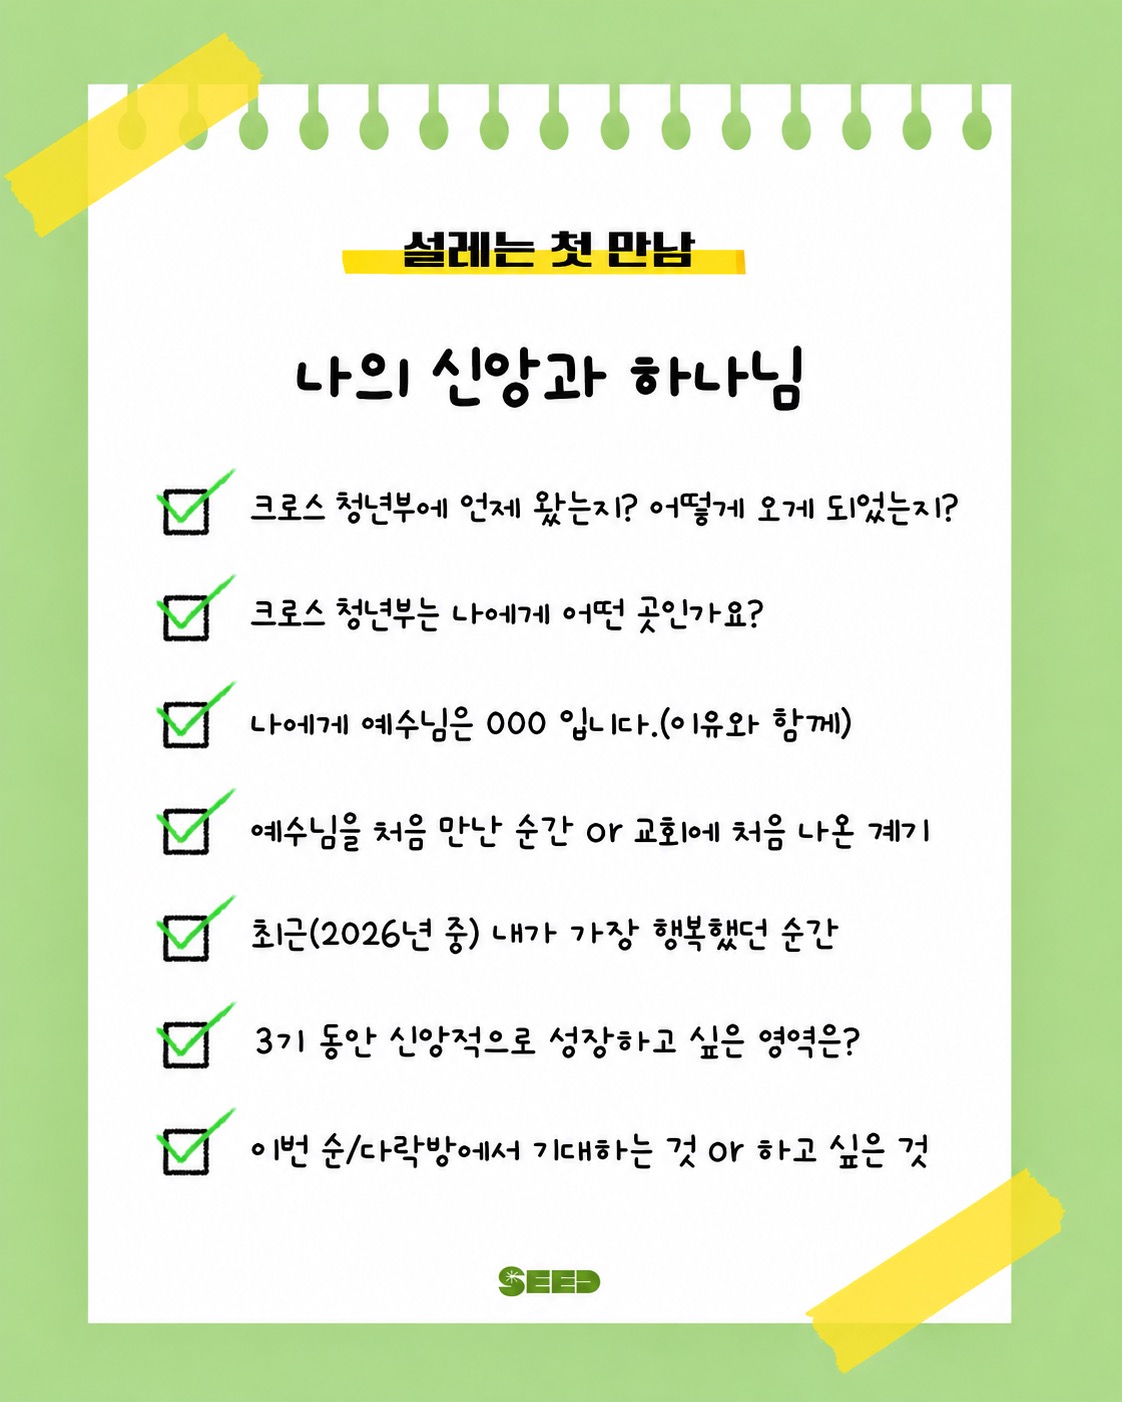 설레는 첫 만남
나의 신앙과 하나님
크로스 청년부에 언제 왔는지? 어떻게 오게 되었는지?
크로스 청년부는 나에게 어떤 곳인가요?
나에게 예수님은 OOO 입니다.(이유와 함께)
예수님을 처음 만난 순간 or 교회에 처음 나온 계기
최근(2026년 중) 내가 가장 행복했던 순간
3기 동안 신앙적으로 성장하고 싶은 영역은?
이번 순/다락방에서 기대하는 것 or 하고 싶은 것
SEED